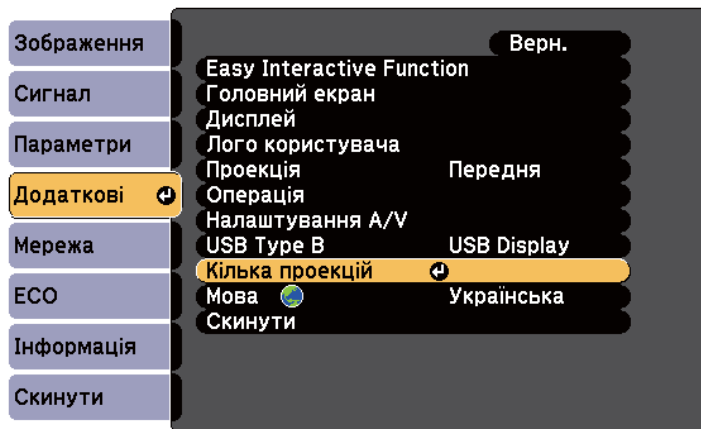 Зображення
Сигнал
Параметри
Додаткові
Мережа
ECO
Інформація
Скинути
Верн.
Easy Interactive Function
Головний екран
Дисплей
Лого користувача
Проекція Передня
Операція
Налаштування A/V
USB Type B USB Display
Кілька проекцій
Мова Українська
Скинути